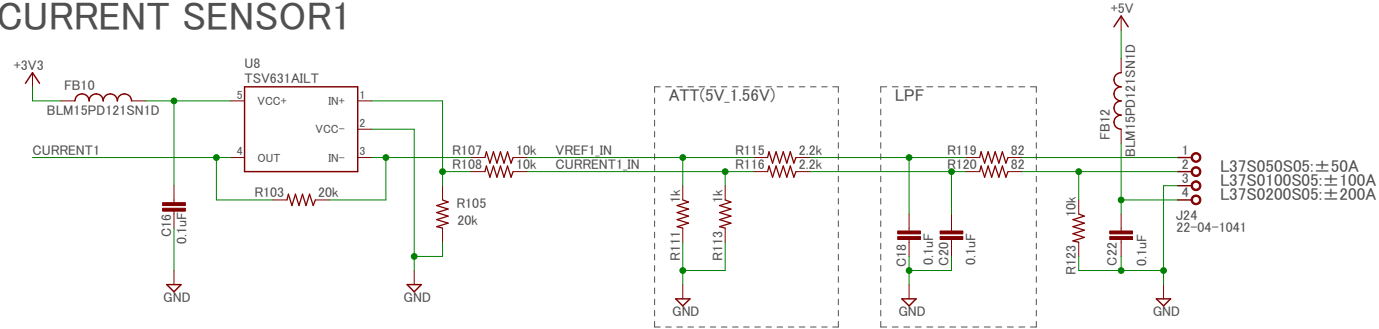 CURRENT SENSOR1
+3V3
FB10
BLM15PD121SN1D
U8
TSV631AILT
5
VCC+
IN+
1
VCC-
2
CURRENT1
4
OUT
IN-
3
R103
20k
C16
0.1uF
GND
R107
10k
VREF1_IN
R108
10k
CURRENT1_IN
R105
20k
GND
ATT(5V_1.56V)
R115
2.2k
R116
2.2k
R111
1k
R113
1k
GND
LPF
R119
82
R120
82
C18
0.1uF
C20
0.1uF
GND
+5V
FB12
BLM15PD121SN1D
R123
10k
C22
0.1uF
GND
1
2
3
4
L37S050S05:±50A
L37S0100S05:±100A
L37S0200S05:±200A
J24
22-04-1041